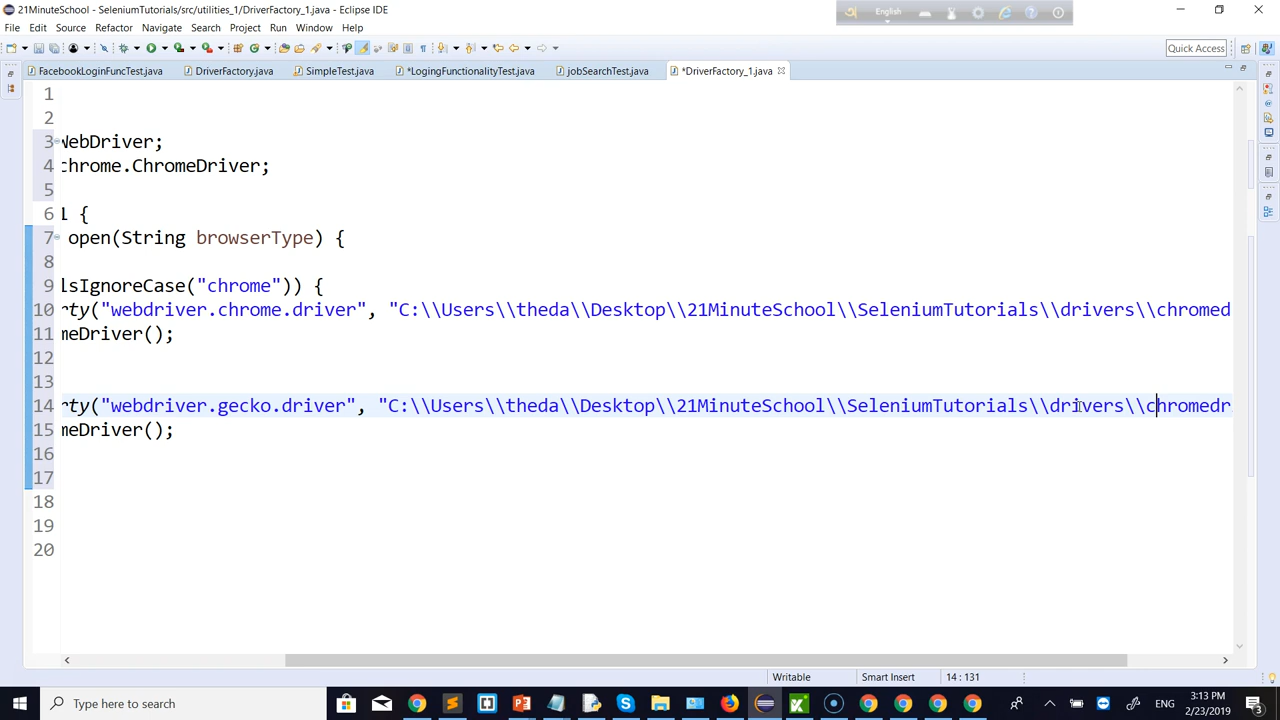 21MinuteSchool - SeleniumTutorials/src/utilities_1/DriverFactory_1.java - Eclipse IDE
English
File Edit Source Refactor Navigate Search Project Run Window Help
Quick Access
FacebookLoginFuncTest.java DriverFactory.java SimpleTest.java *LogingFunctionalityTest.java jobSearchTest.java *DriverFactory_1.java
1
2
3 WebDriver;
4 chrome.ChromeDriver;
5
6 1 {
7 open(String browserType) {
8
9 lsIgnoreCase("chrome")) {
10 rty("webdriver.chrome.driver", "C:\\Users\\theda\\Desktop\\21MinuteSchool\\SeleniumTutorials\\drivers\\chromed
11 meDriver();
12
13
14 rty("webdriver.gecko.driver", "C:\\Users\\theda\\Desktop\\21MinuteSchool\\SeleniumTutorials\\drivers\\chromedr
15 meDriver();
16
17
18
19
20
Writable Smart Insert 14 : 131
Type here to search
3:13 PM
2/23/2019
3